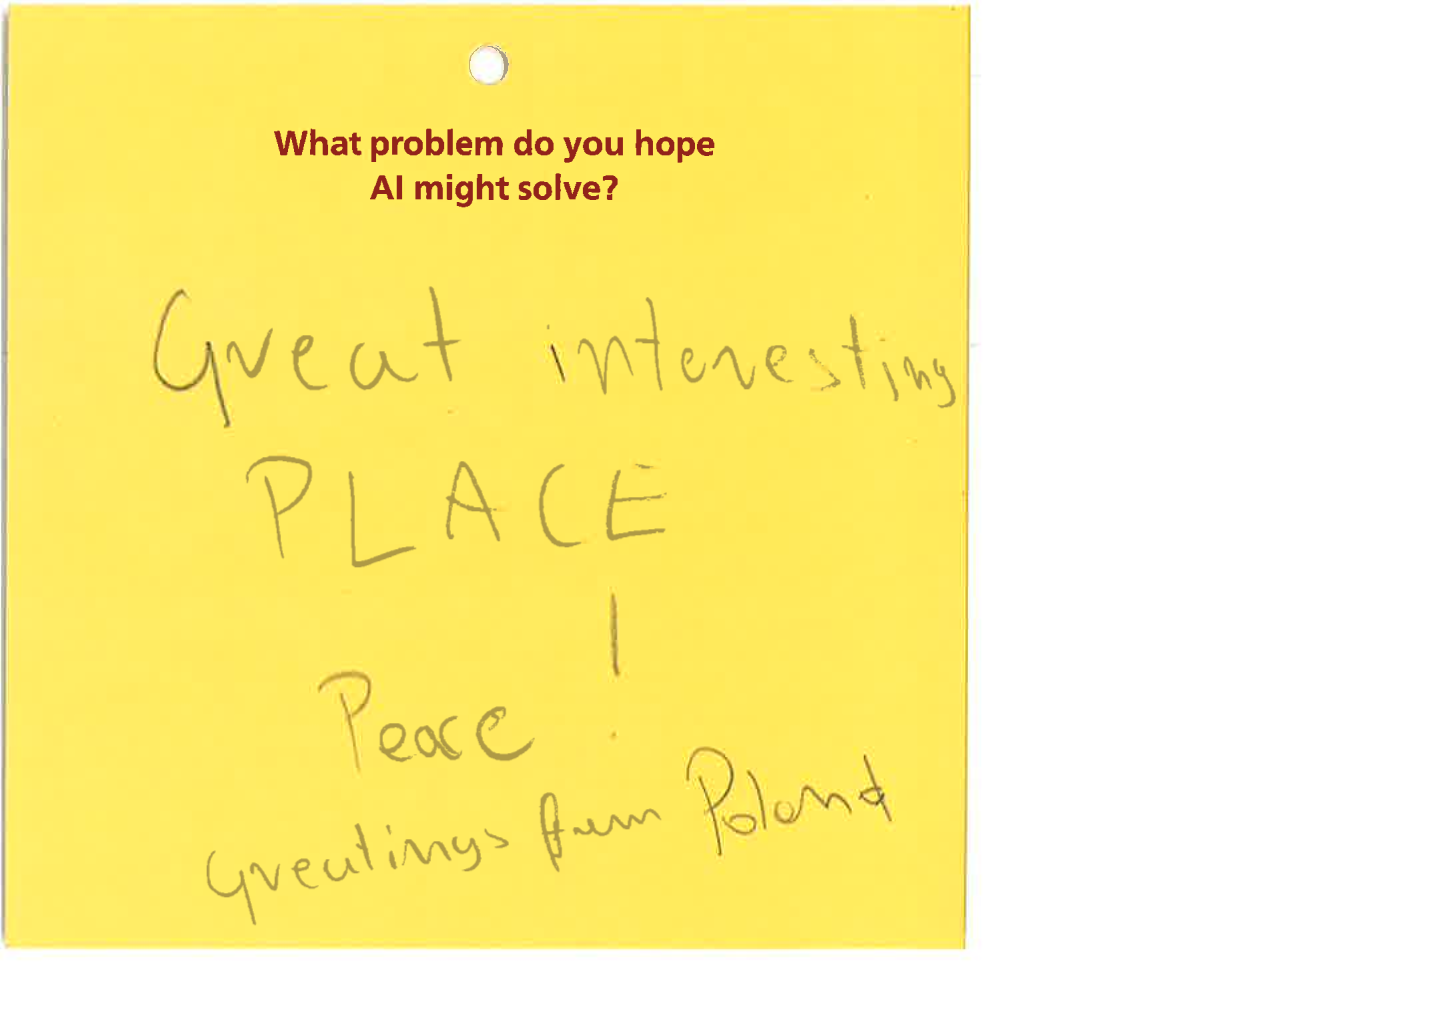 What problem do you hope
AI might solve?
Great interesting
PLACE
!
Peace
Greatings from Poland